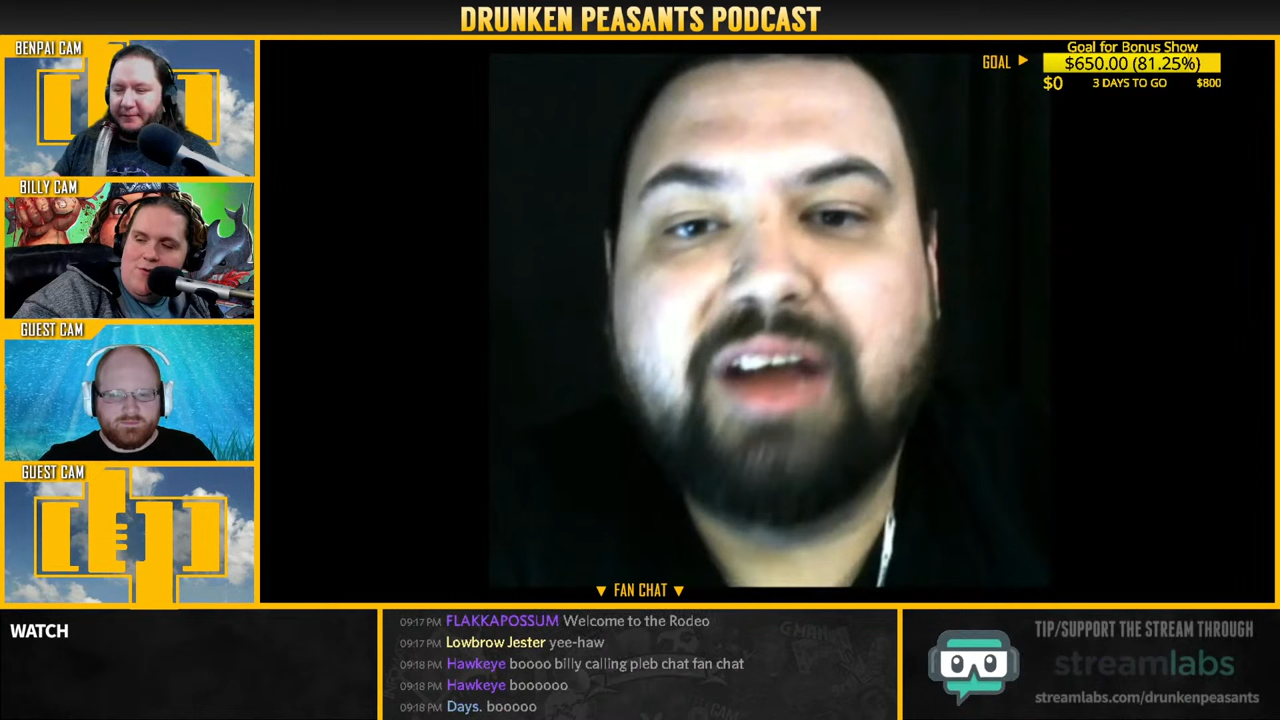 DRUNKEN PEASANTS PODCAST
BENPAI CAM
BILLY CAM
GUEST CAM
GUEST CAM
GOAL
Goal for Bonus Show
$650.00 (81.25%)
$0 3 DAYS TO GO $800
▼ FAN CHAT ▼
WATCH
09:17 PM FLAKKAPOSSUM Welcome to the Rodeo
09:17 PM Lowbrow Jester yee-haw
09:18 PM Hawkeye boooo billy calling pleb chat fan chat
09:18 PM Hawkeye boooooo
09:18 PM Days. booooo
TIP/SUPPORT THE STREAM THROUGH
streamlabs
streamlabs.com/drunkenpeasants